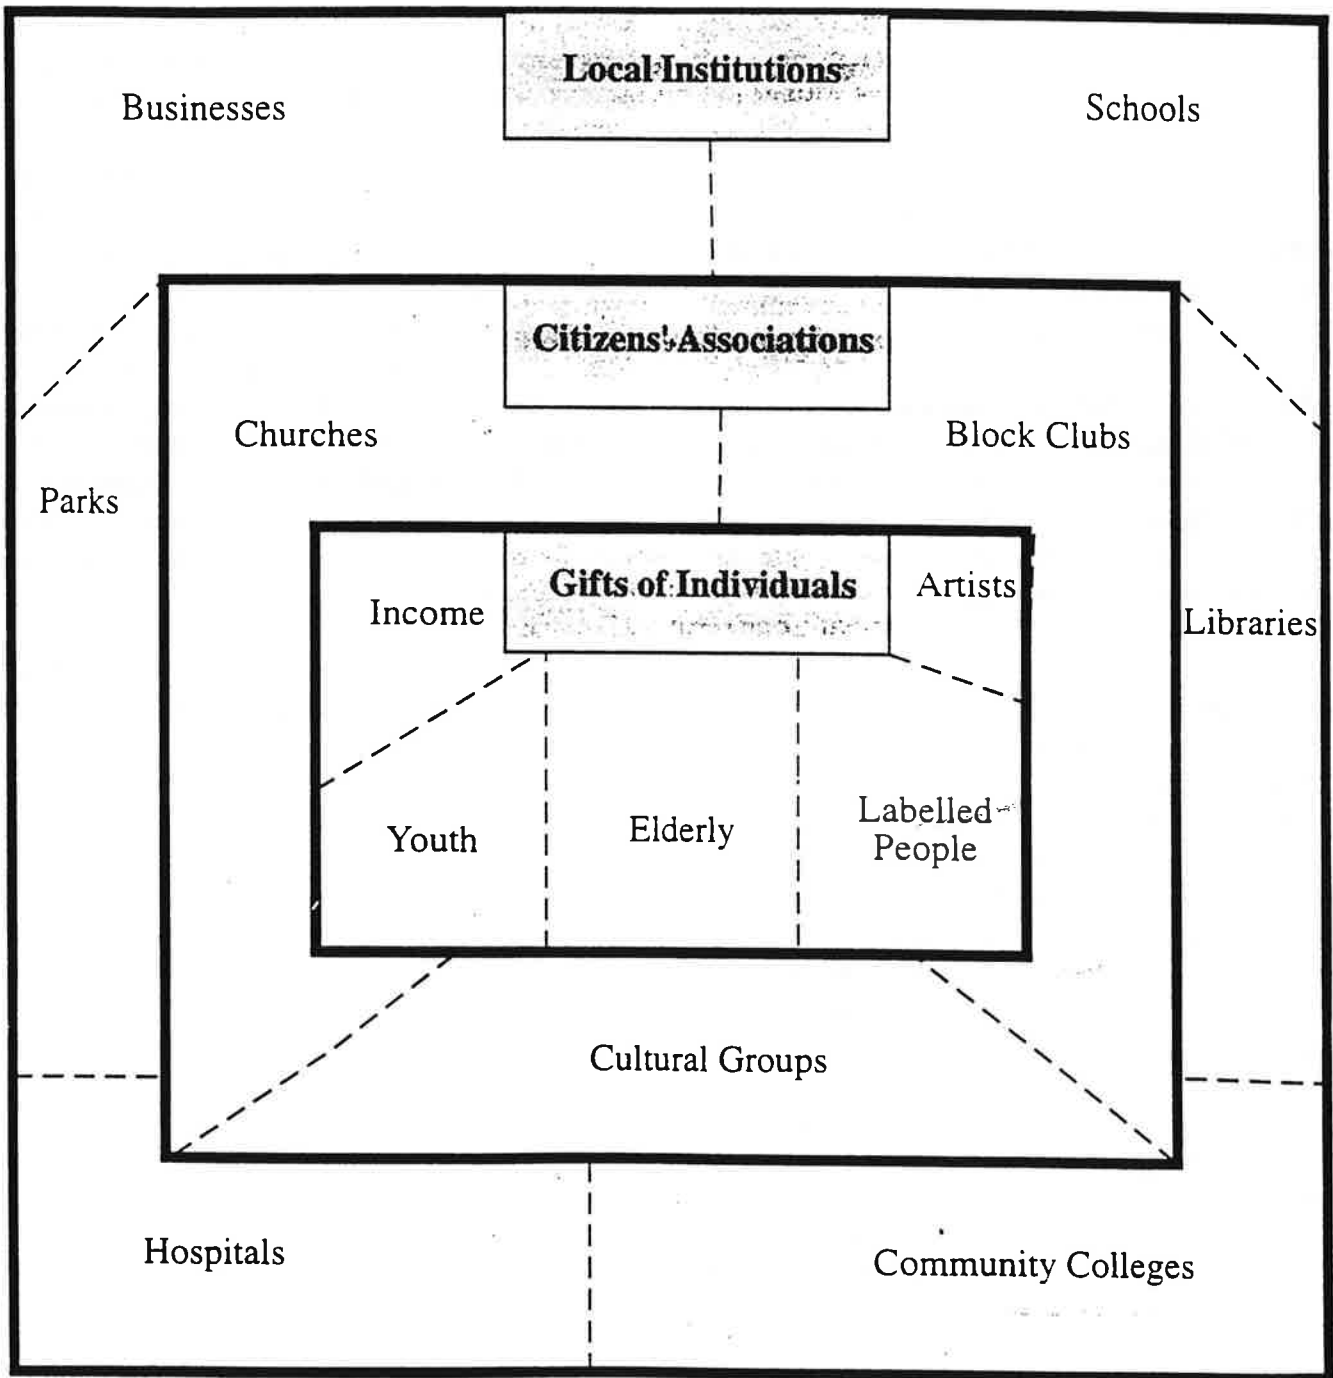 Local Institutions
Businesses
Schools
Citizens' Associations
Churches
Block Clubs
Parks
Gifts of Individuals
Artists
Income
Libraries
Youth
Elderly
Labelled
People
Cultural Groups
Hospitals
Community Colleges